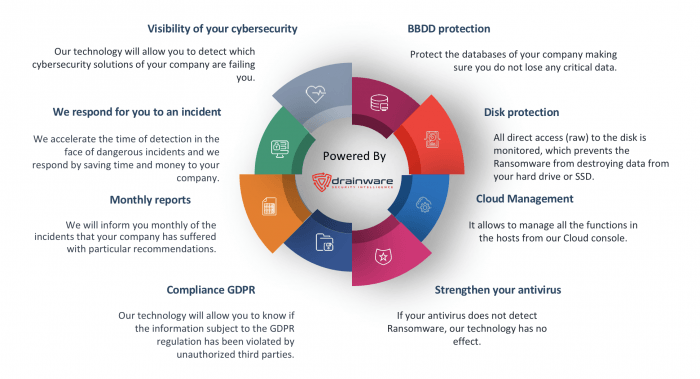 Visibility of your cybersecurity
Our technology will allow you to detect which
cybersecurity solutions of your company are failing
you.
We respond for you to an incident
We accelerate the time of detection in the
face of dangerous incidents and we
respond by saving time and money to your
company.
Monthly reports
We will inform you monthly of the
incidents that your company has suffered
with particular recommendations.
Compliance GDPR
Our technology will allow you to know if
the information subject to the GDPR
regulation has been violated by
unauthorized third parties.
Powered By
drainware
SECURITY INTELLIGENCE
BBDD protection
Protect the databases of your company making
sure you do not lose any critical data.
Disk protection
All direct access (raw) to the disk is
monitored, which prevents the
Ransomware from destroying data from
your hard drive or SSD.
Cloud Management
It allows to manage all the functions in
the hosts from our Cloud console.
Strengthen your antivirus
If your antivirus does not detect
Ransomware, our technology has no
effect.